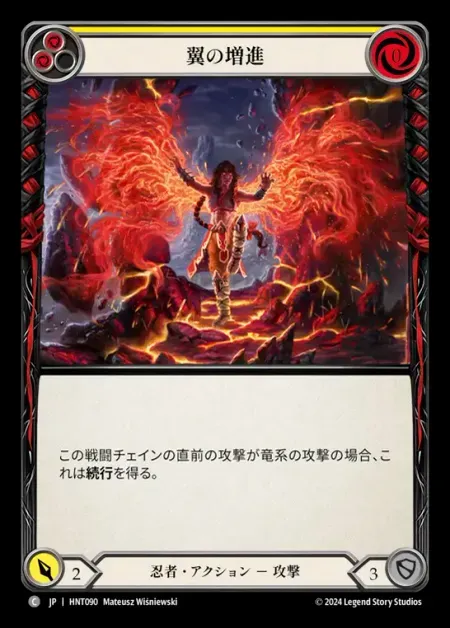 翼の増進
0
この戦闘チェインの直前の攻撃が竜系の攻撃の場合、こ
れは続行を得る。
2
忍者・アクション － 攻撃
3
C JP | HNT090 Mateusz Wiśniewski
© 2024 Legend Story Studios